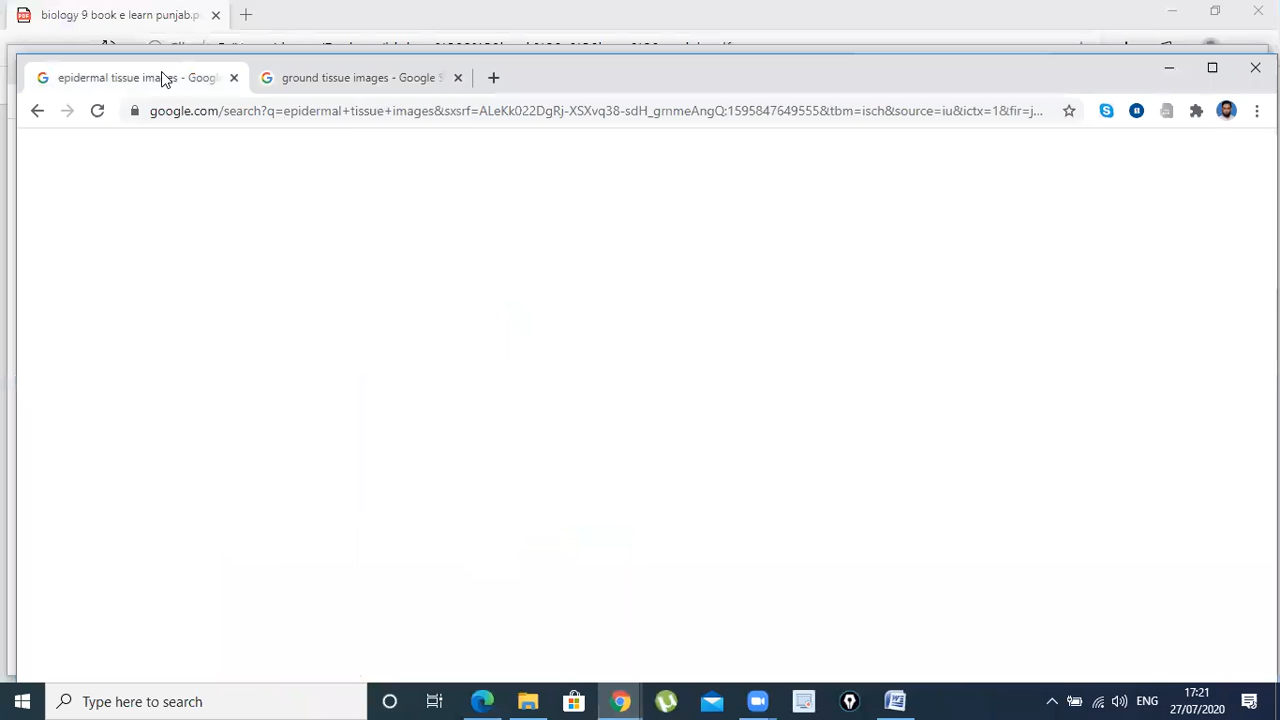 biology 9 book e learn punjab.p
epidermal tissue images - Googl
ground tissue images - Google S
google.com/search?q=epidermal+tissue+images&sxsrf=ALeKk022DgRj-XSXvq38-sdH_grnmeAngQ:1595847649555&tbm=isch&source=iu&ictx=1&fir=j...
Type here to search
ENG
17:21
27/07/2020